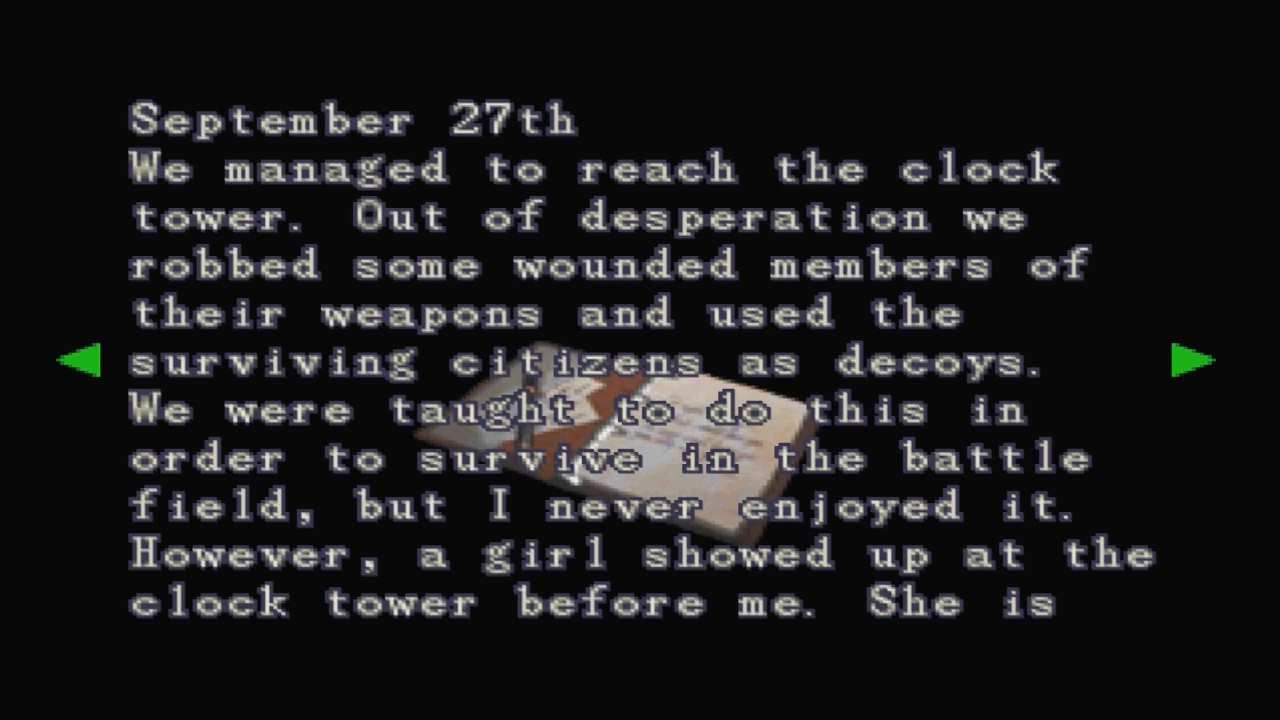 September 27th
We managed to reach the clock
tower. Out of desperation we
robbed some wounded members of
their weapons and used the
surviving citizens as decoys.
We were taught to do this in
order to survive in the battle
field, but I never enjoyed it.
However, a girl showed up at the
clock tower before me. She is